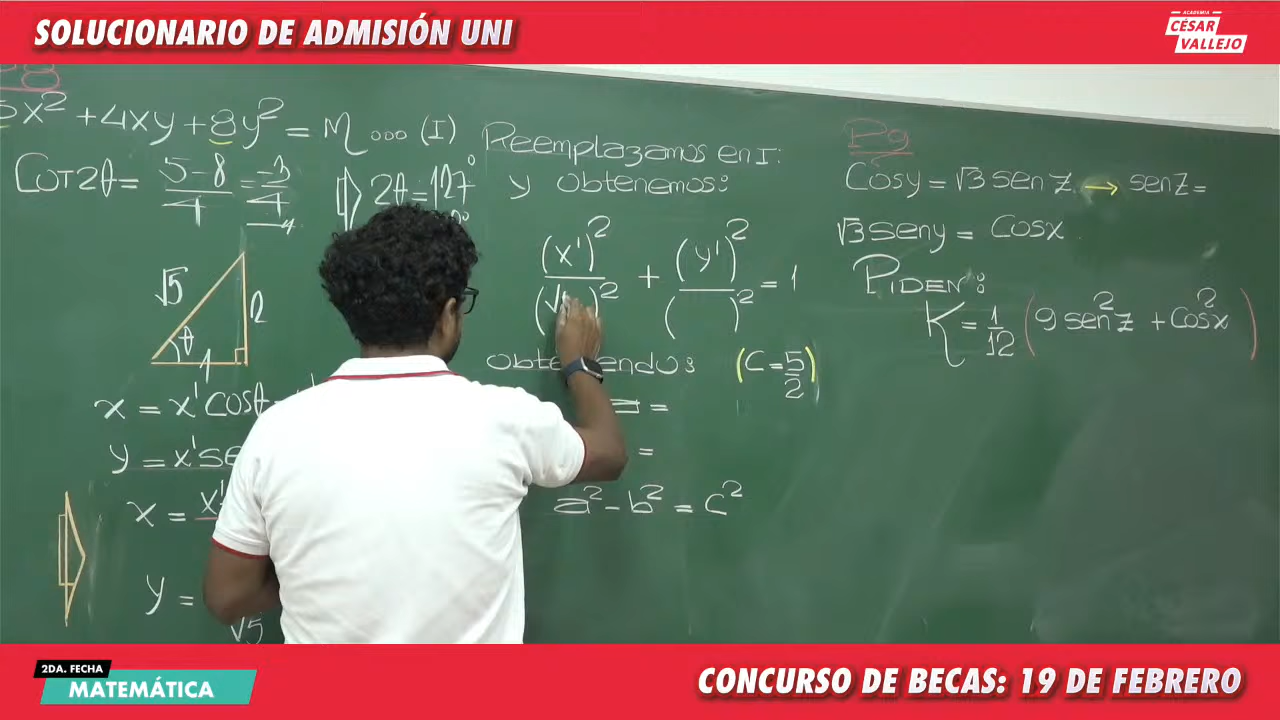 SOLUCIONARIO DE ADMISIÓN UNI
ACADEMIA
CÉSAR
VALLEJO
P8
5x² + 4xy + 8y² = M ... (I)
COT2θ = (5-8)/4 = -3/4
2θ = 127°
√5
2
θ
1
x = x' cosθ
y = x' se
x =
y =
√5
Reemplazamos en I:
y obtenemos:
(x')²/(√ )² + (y')²/( )² = 1
(C = 5/2)
=
=
a² - b² = c²
P9
Cosy = √3 sen z → senz =
√3 seny = Cosx
PIDEN:
K = 1/12 (9 sen²z + Cos²x)
2DA. FECHA
MATEMÁTICA
CONCURSO DE BECAS: 19 DE FEBRERO